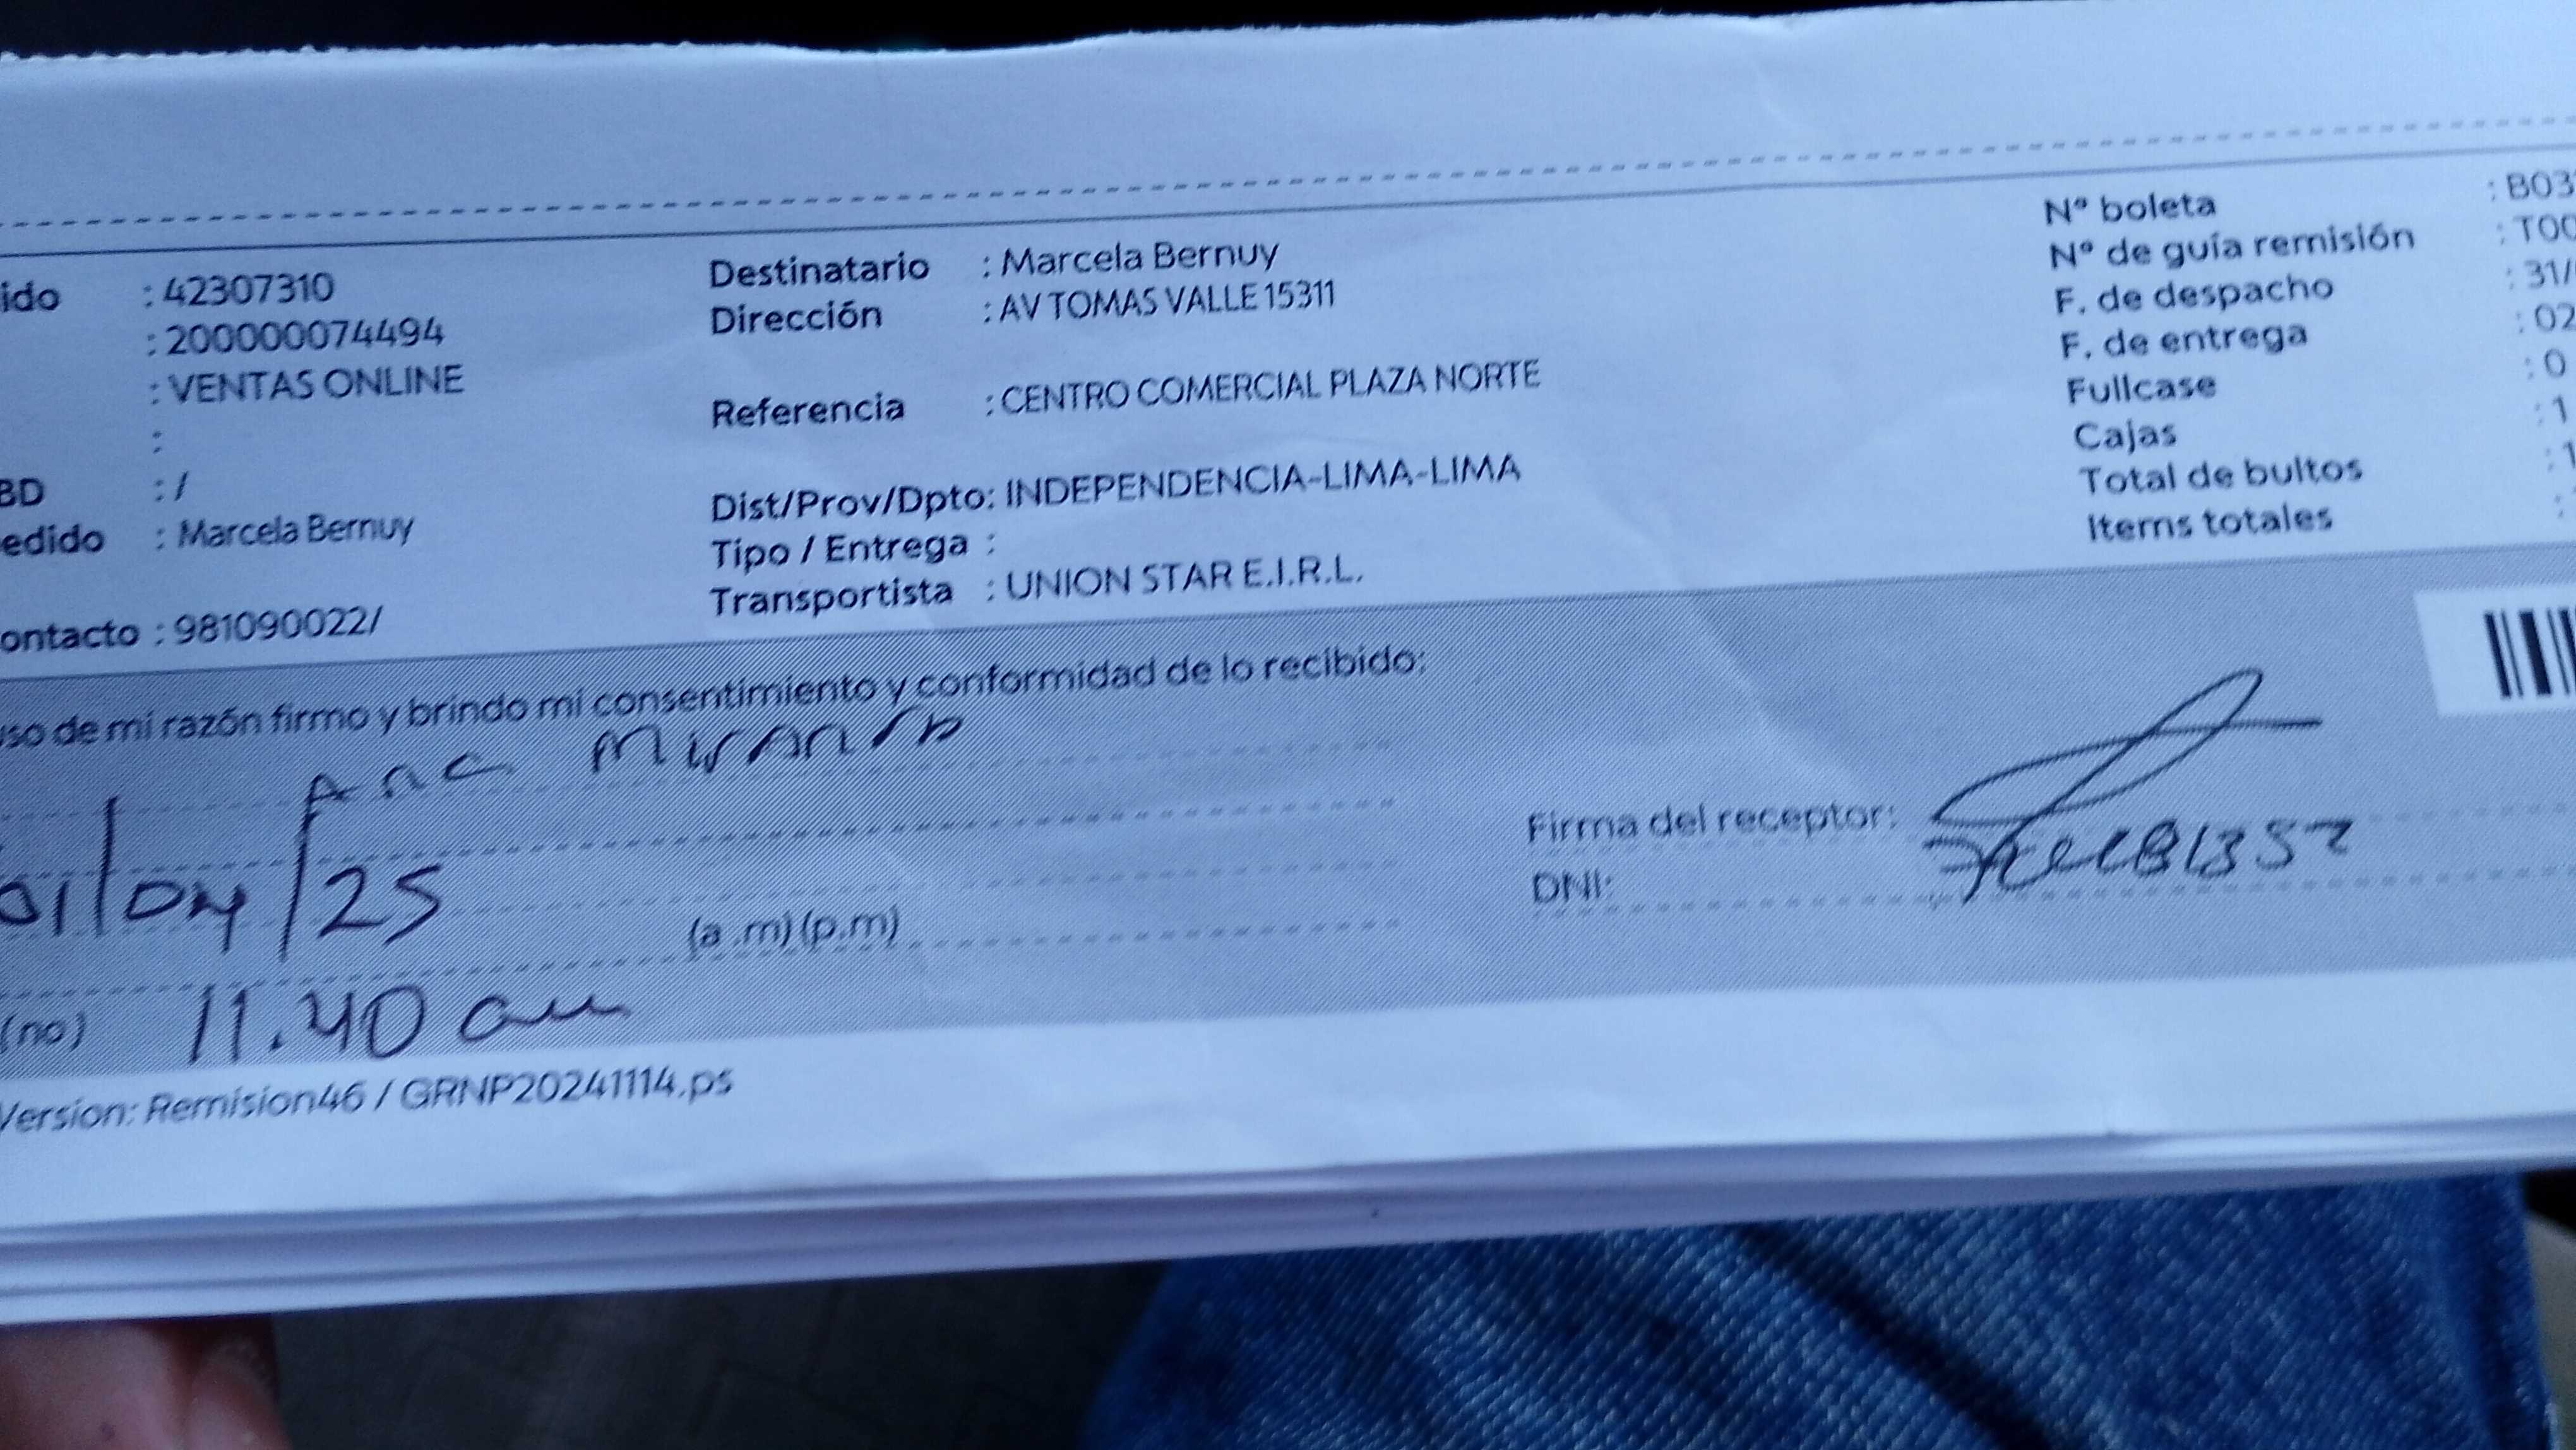 ido : 42307310
: 200000074494
: VENTAS ONLINE
:
BD : /
edido : Marcela Bernuy
ontacto : 981090022/
Destinatario : Marcela Bernuy
Dirección : AV TOMAS VALLE 15311
Referencia : CENTRO COMERCIAL PLAZA NORTE
Dist/Prov/Dpto: INDEPENDENCIA-LIMA-LIMA
Tipo / Entrega :
Transportista : UNION STAR E.I.R.L.
Nº boleta : B03
Nº de guía remisión : T00
F. de despacho : 31/
F. de entrega : 02
Fullcase : 0
Cajas : 1
Total de bultos : 1
Items totales :
uso de mi razón firmo y brindo mi consentimiento y conformidad de lo recibido:
Ana Miranda
01/04/25
(a .m) (p.m)
(no) 11.40 am
Firma del receptor:
DNI:
Version: Remision46 / GRNP20241114.ps